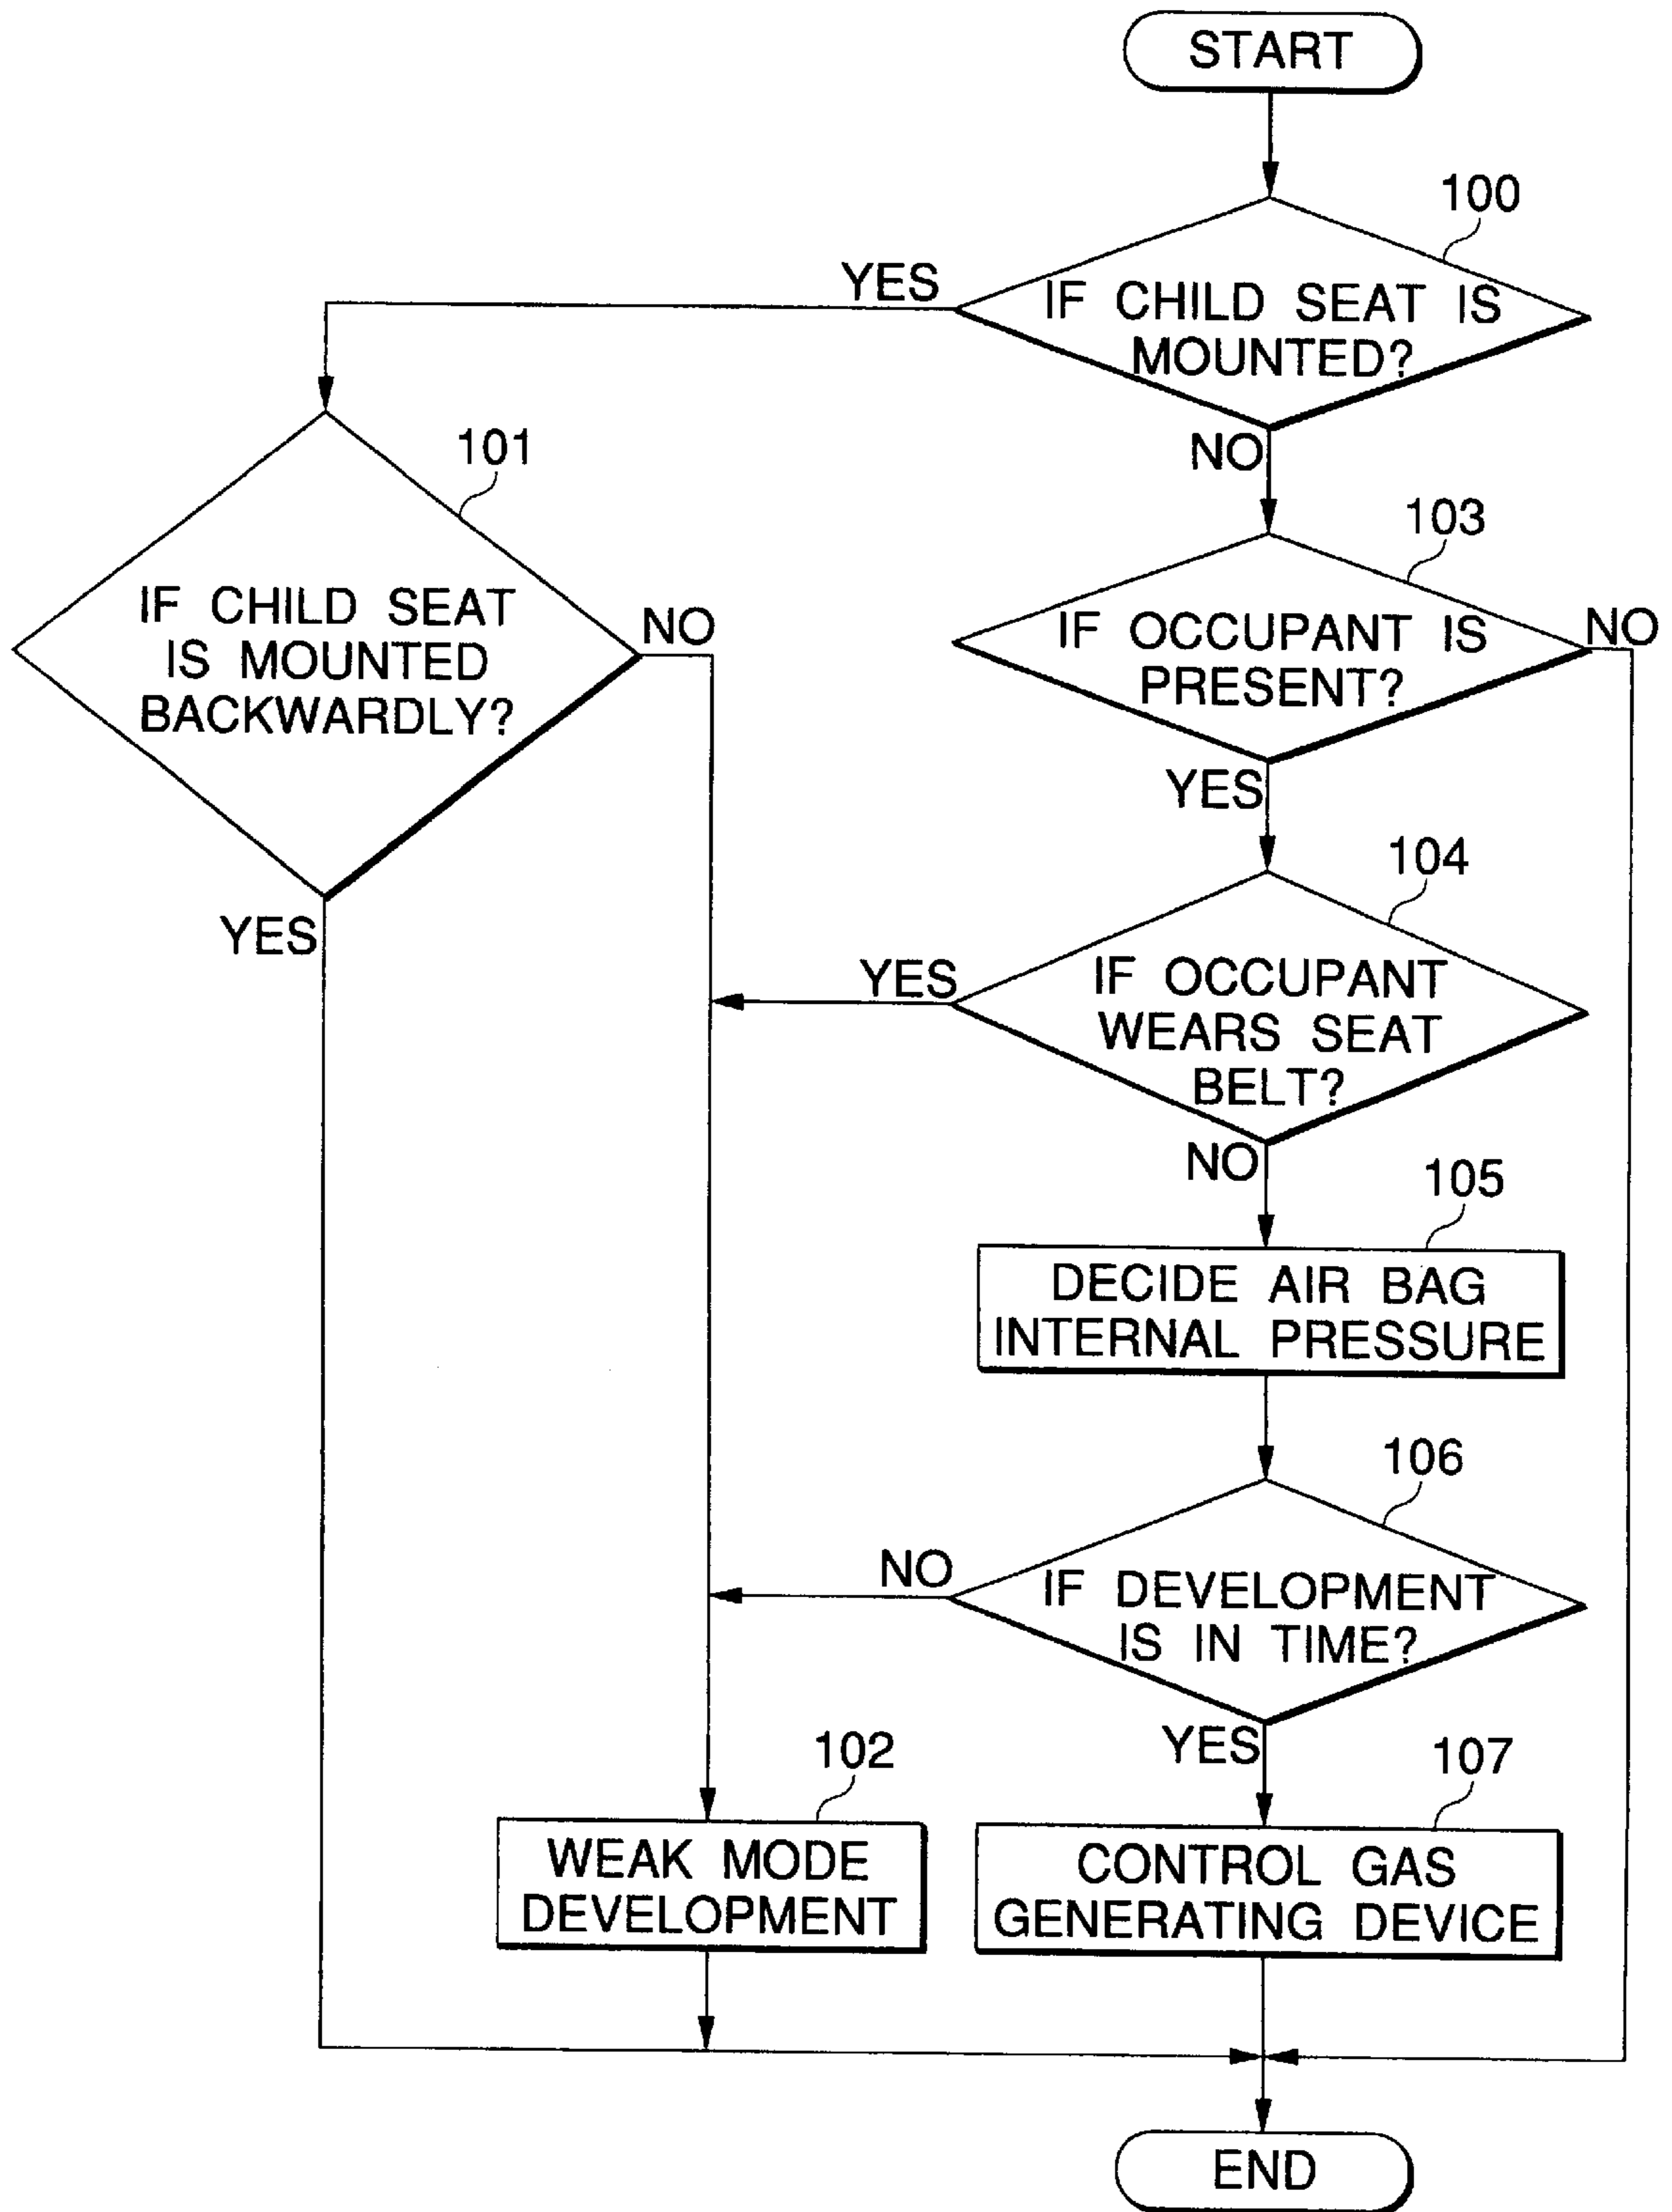 START
100
YES
IF CHILD SEAT IS
MOUNTED?
NO
101
IF CHILD SEAT
IS MOUNTED
BACKWARDLY?
NO
YES
103
IF OCCUPANT IS
PRESENT?
NO
YES
104
YES
IF OCCUPANT
WEARS SEAT
BELT?
NO
105
DECIDE AIR BAG
INTERNAL PRESSURE
106
NO
IF DEVELOPMENT
IS IN TIME?
YES
102
WEAK MODE
DEVELOPMENT
107
CONTROL GAS
GENERATING DEVICE
END